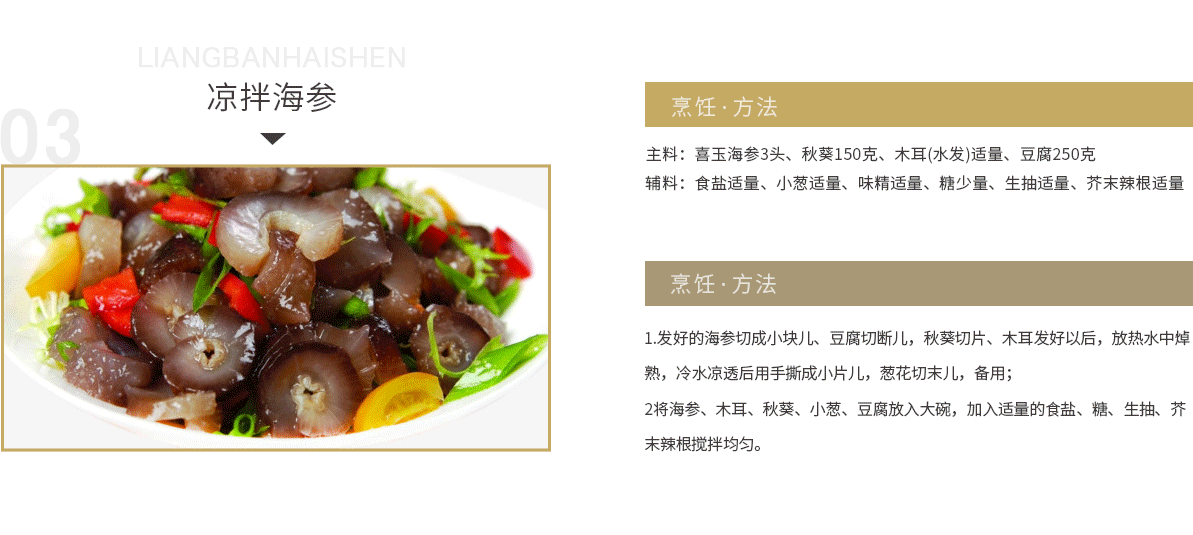 LIANGBANHAISHEN
凉拌海参
03
烹饪·方法
主料：喜玉海参3头、秋葵150克、木耳(水发)适量、豆腐250克
辅料：食盐适量、小葱适量、味精适量、糖少量、生抽适量、芥末辣根适量
烹饪·方法
1.发好的海参切成小块儿、豆腐切断儿，秋葵切片、木耳发好以后，放热水中焯
熟，冷水凉透后用手撕成小片儿，葱花切末儿，备用；
2将海参、木耳、秋葵、小葱、豆腐放入大碗，加入适量的食盐、糖、生抽、芥
末辣根搅拌均匀。